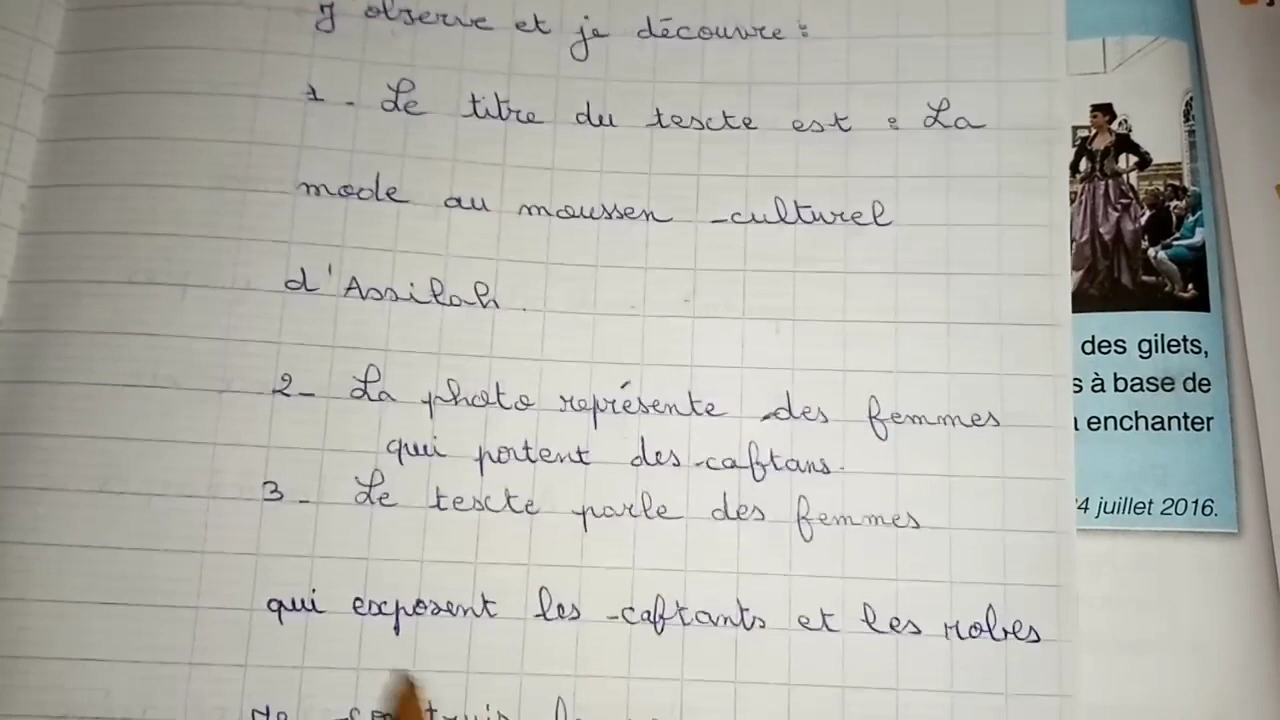 J observe et je découvre :
1 - Le titre du texte est : La
mode au moussen culturel
d'Assilah.
2 - La photo représente des femmes
qui portent des caftans.
3 - Le texte parle des femmes
qui exposent les caftants et les robes
des gilets,
s à base de
enchanter
4 juillet 2016.